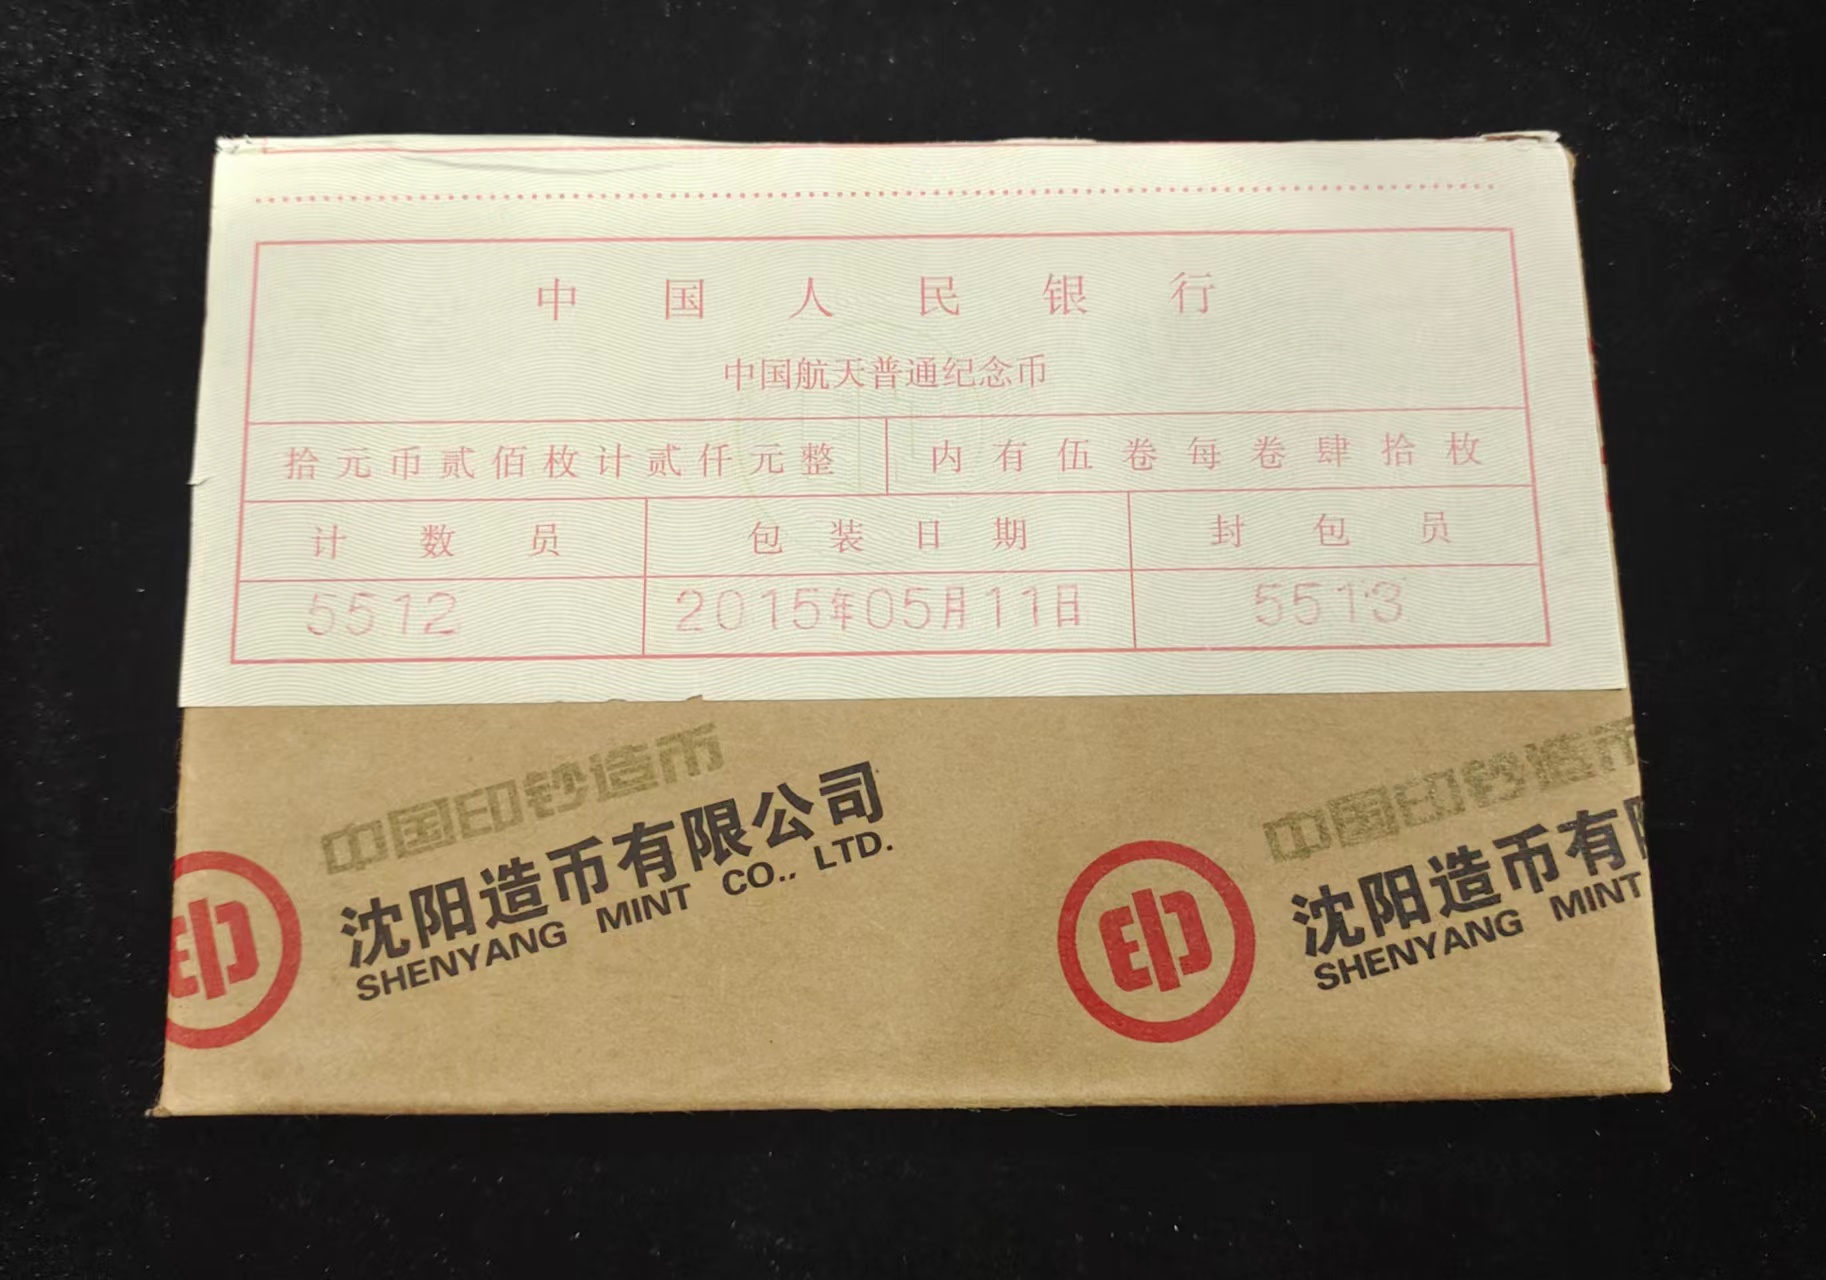 中国人民银行
中国航天普通纪念币
拾元币贰佰枚计贰仟元整 内有伍卷每卷肆拾枚
计数员 包装日期 封包员
5512 2015年05月11日 5513
中国印钞造币
沈阳造币有限公司
SHENYANG MINT CO., LTD.
印
中国印钞造币
沈阳造币有限
SHENYANG MINT
印